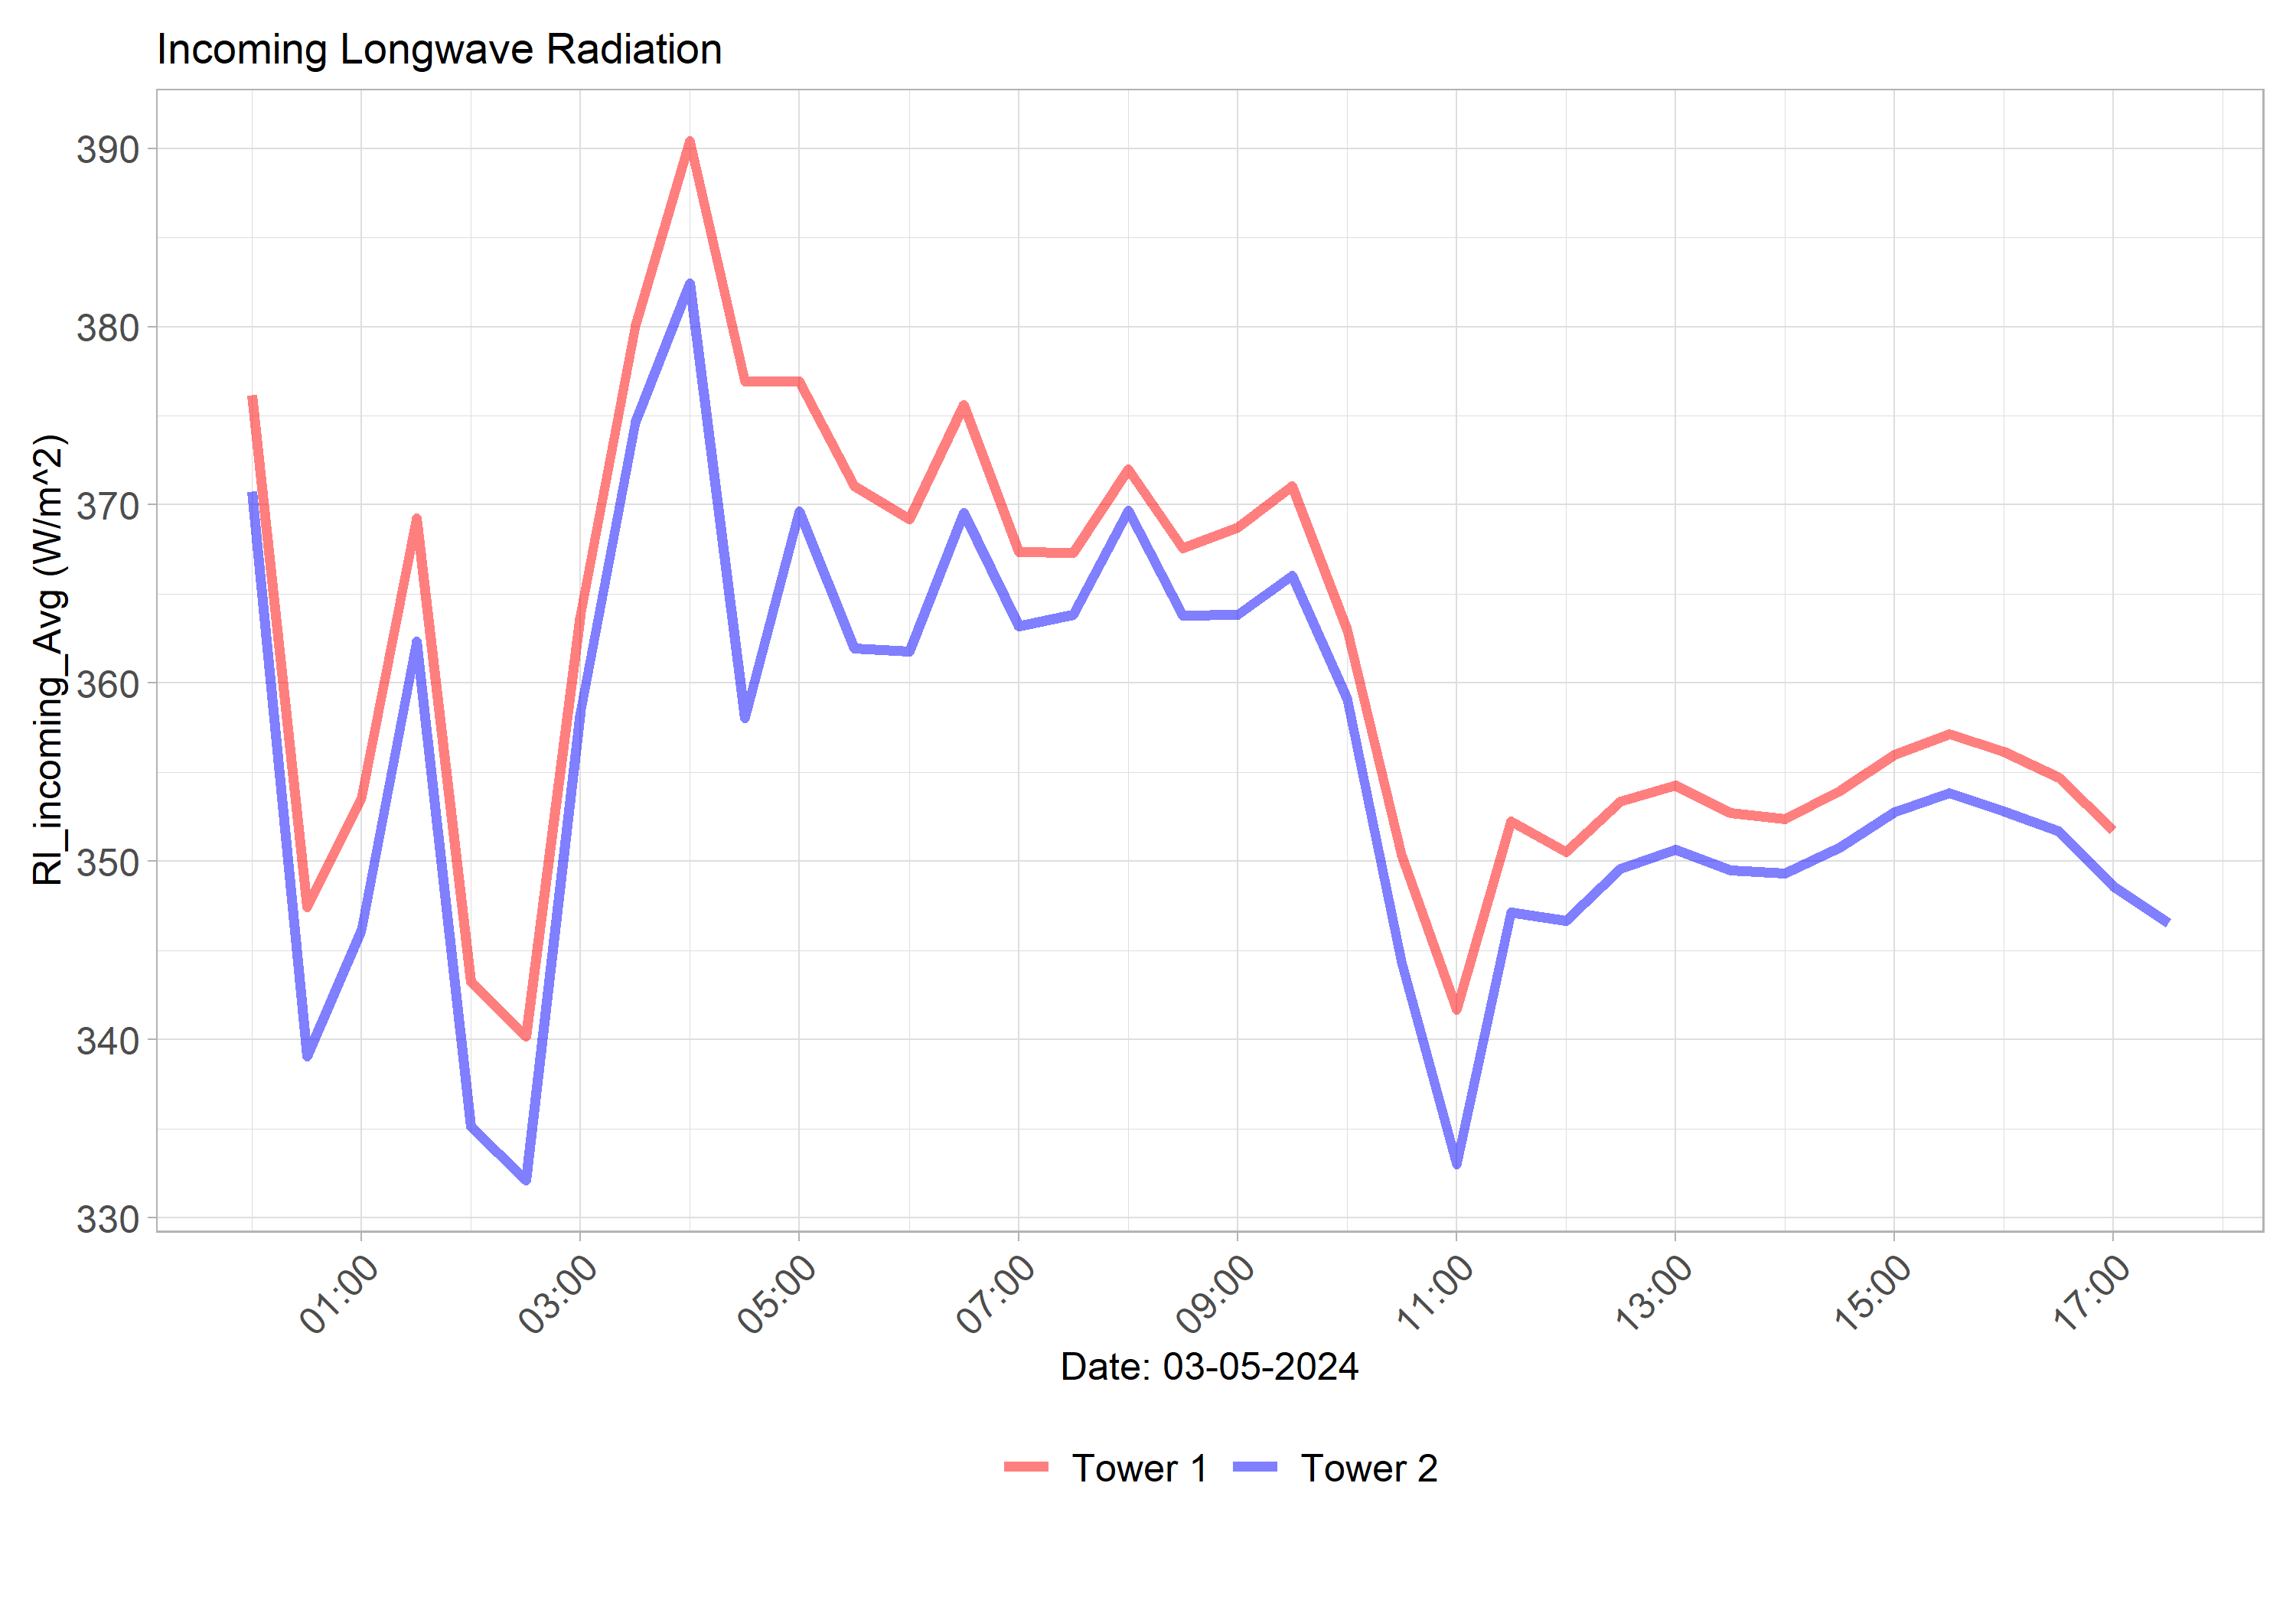 Incoming Longwave Radiation
Rl_incoming_Avg (W/m^2)
390
380
370
360
350
340
330
01:00 03:00 05:00 07:00 09:00 11:00 13:00 15:00 17:00
Date: 03-05-2024
Tower 1 Tower 2